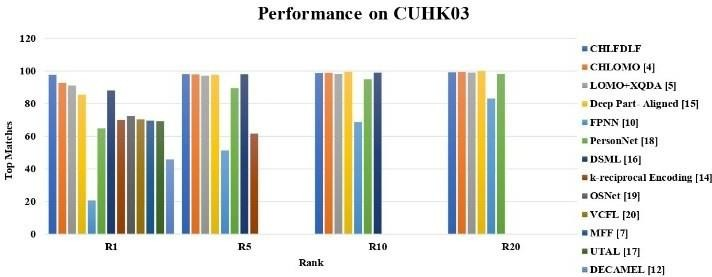 Performance on CUHK03
120
100
80
60
40
20
0
Top Matches
R1 R5 R10 R20
Rank
CHLFDLF
CHLOMO [4]
LOMO+XQDA [5]
Deep Part- Aligned [15]
FPNN [10]
PersonNet [18]
DSML [16]
k-reciprocal Encoding [14]
OSNet [19]
VCFL [20]
MFF [7]
UTAL [17]
DECAMEL [12]